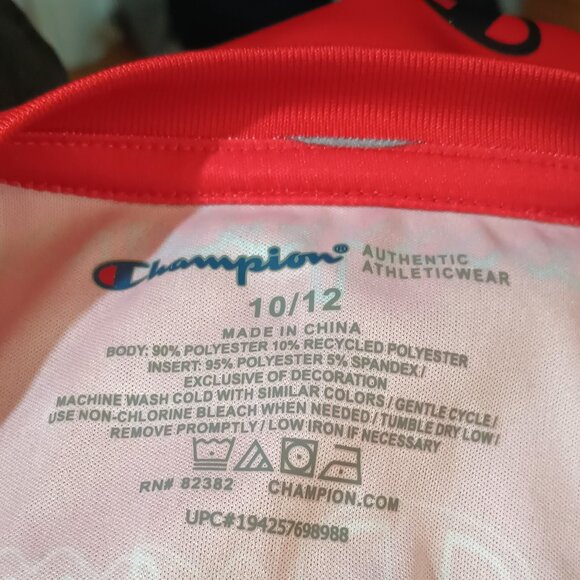 Champion® AUTHENTIC
ATHLETICWEAR
10/12
MADE IN CHINA
BODY: 90% POLYESTER 10% RECYCLED POLYESTER
INSERT: 95% POLYESTER 5% SPANDEX /
EXCLUSIVE OF DECORATION
MACHINE WASH COLD WITH SIMILAR COLORS / GENTLE CYCLE /
USE NON-CHLORINE BLEACH WHEN NEEDED / TUMBLE DRY LOW /
REMOVE PROMPTLY / LOW IRON IF NECESSARY
RN# 82382 CHAMPION.COM
UPC#194257698988